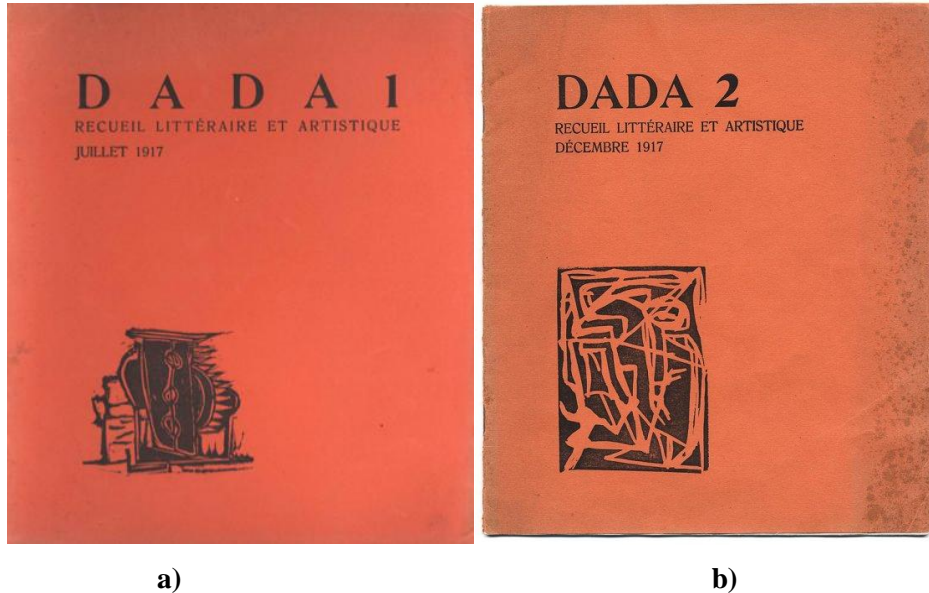 D A D A 1
RECUEIL LITTÉRAIRE ET ARTISTIQUE
JUILLET 1917
DADA 2
RECUEIL LITTÉRAIRE ET ARTISTIQUE
DÉCEMBRE 1917
a)
b)